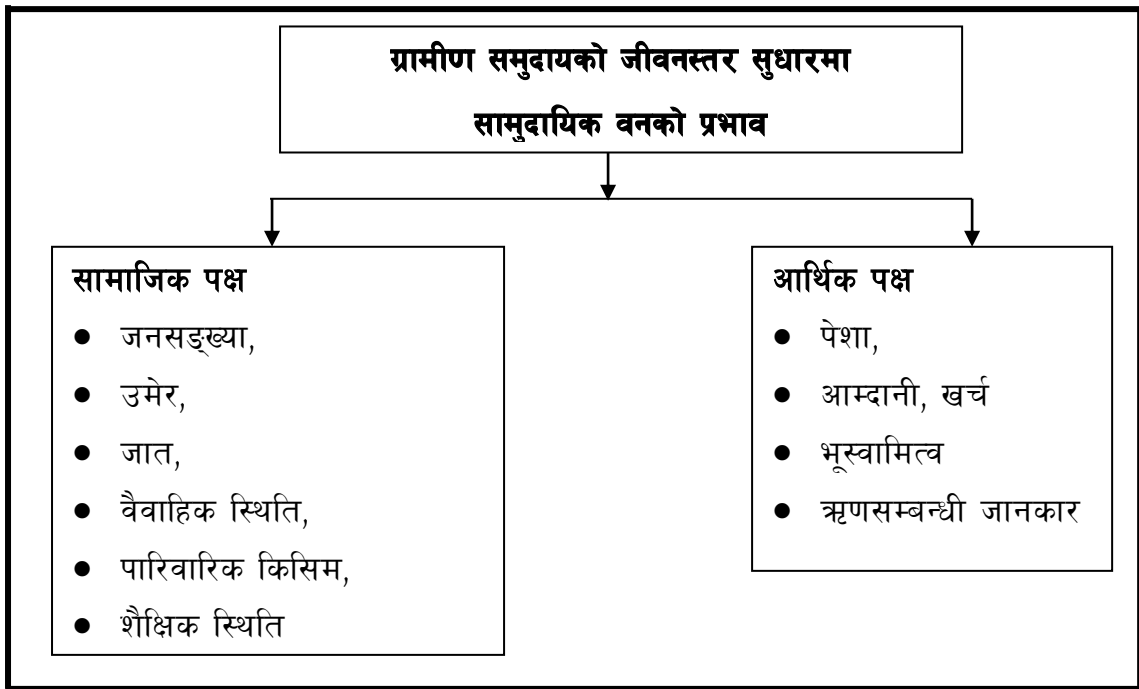 ग्रामीण समुदायको जीवनस्तर सुधारमा
सामुदायिक वनको प्रभाव
सामाजिक पक्ष
● जनसङ्ख्या,
● उमेर,
● जात,
● वैवाहिक स्थिति,
● पारिवारिक किसिम,
● शैक्षिक स्थिति
आर्थिक पक्ष
● पेशा,
● आम्दानी, खर्च
● भूस्वामित्व
● ऋणसम्बन्धी जानकार